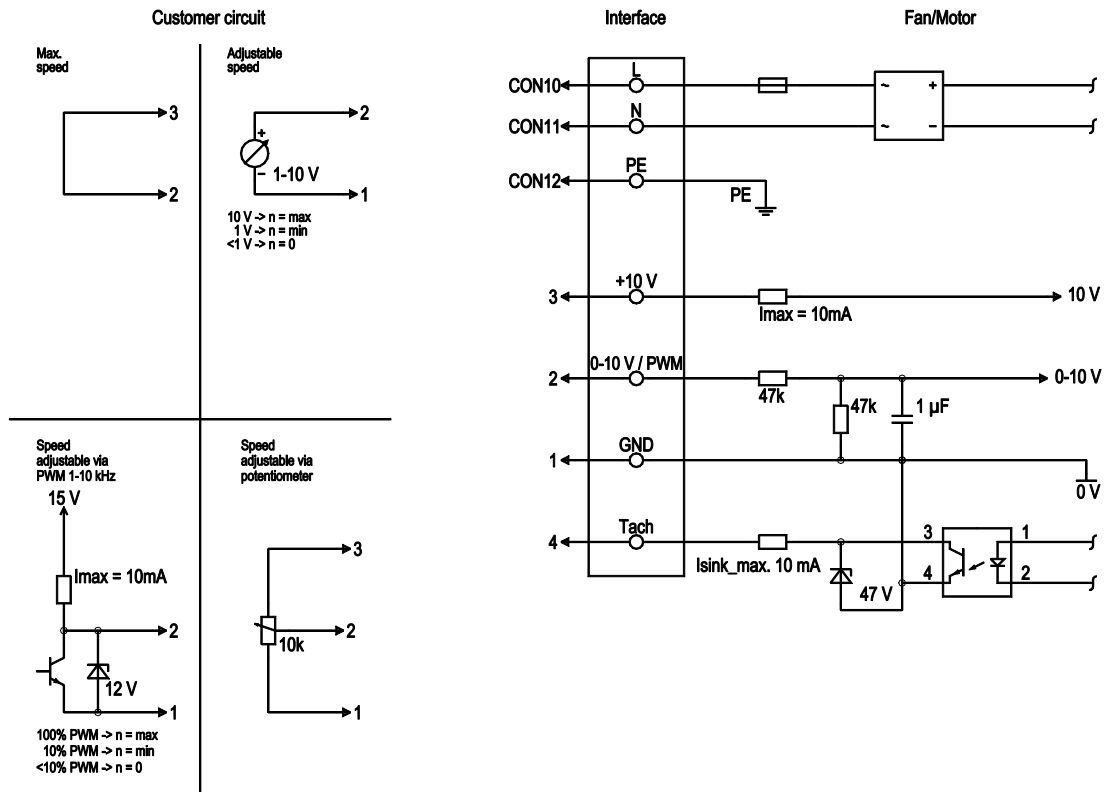 Customer circuit
Max.
speed
3
2
Adjustable
speed
2
+
–
1-10 V
1
10 V -> n = max
1 V -> n = min
<1 V -> n = 0
Speed
adjustable via
PWM 1-10 kHz
15 V
Imax = 10mA
2
12 V
1
100% PWM -> n = max
10% PWM -> n = min
<10% PWM -> n = 0
Speed
adjustable via
potentiometer
3
2
10k
1
Interface
Fan/Motor
CON10
L
~
+
CON11
N
~
–
CON12
PE
PE
3
+10 V
10 V
Imax = 10mA
2
0-10 V / PWM
0-10 V
47k
47k
1 µF
1
GND
0 V
4
Tach
3
1
Isink_max. 10 mA
4
2
47 V